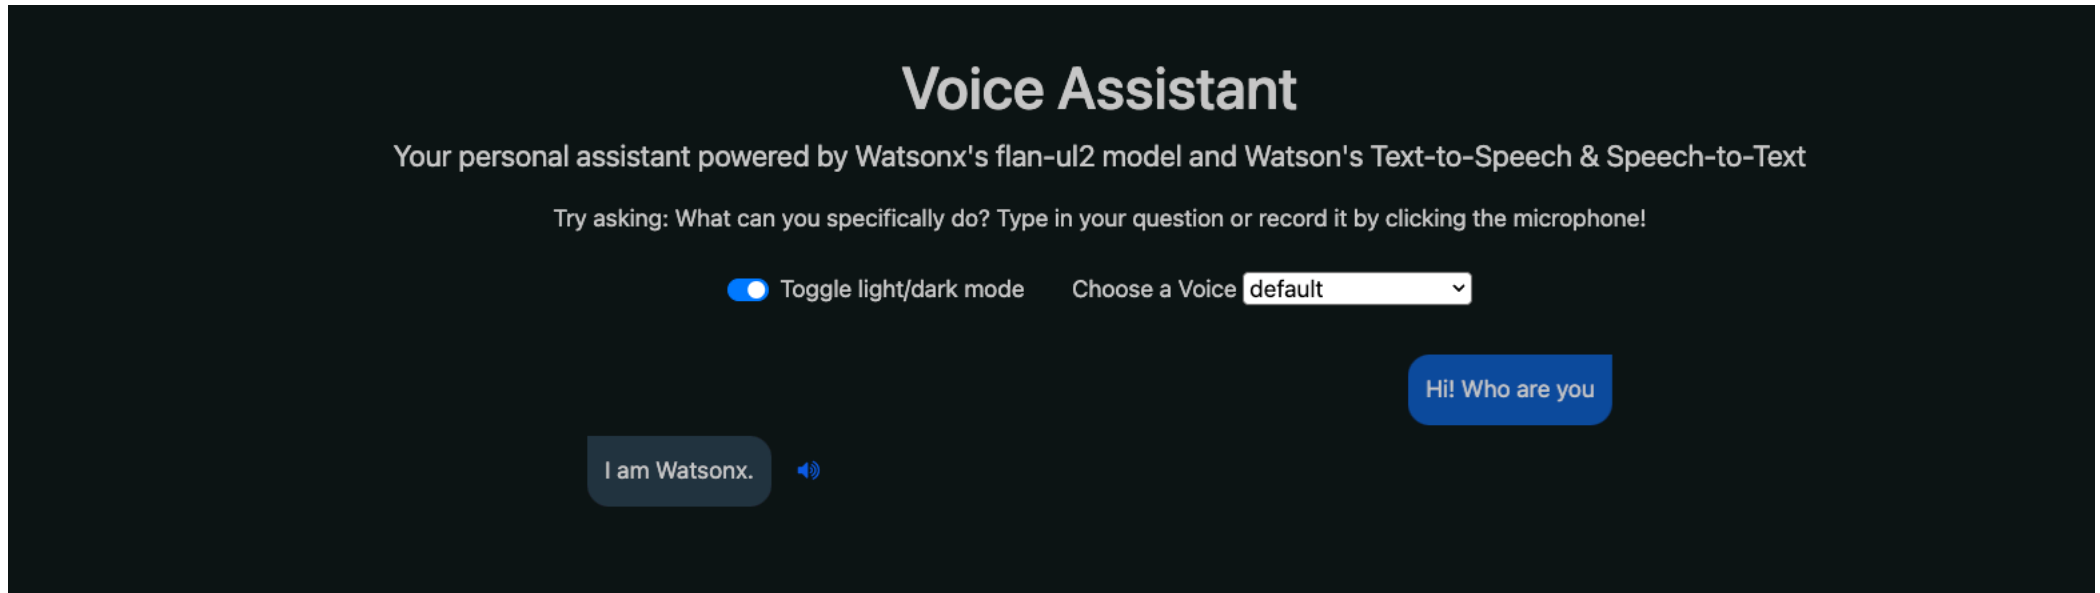 Voice Assistant
Your personal assistant powered by Watsonx's flan-ul2 model and Watson's Text-to-Speech & Speech-to-Text
Try asking: What can you specifically do? Type in your question or record it by clicking the microphone!
Toggle light/dark mode Choose a Voice default
Hi! Who are you
I am Watsonx.